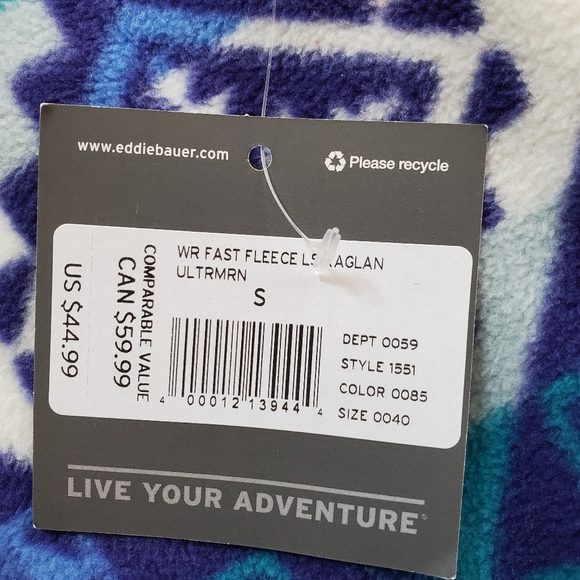 www.eddiebauer.com
Please recycle
WR FAST FLEECE LS RAGLAN
ULTRMRN
S
COMPARABLE VALUE
CAN $59.99
US $44.99
DEPT 0059
STYLE 1551
COLOR 0085
SIZE 0040
4 00012 13944 4
LIVE YOUR ADVENTURE®